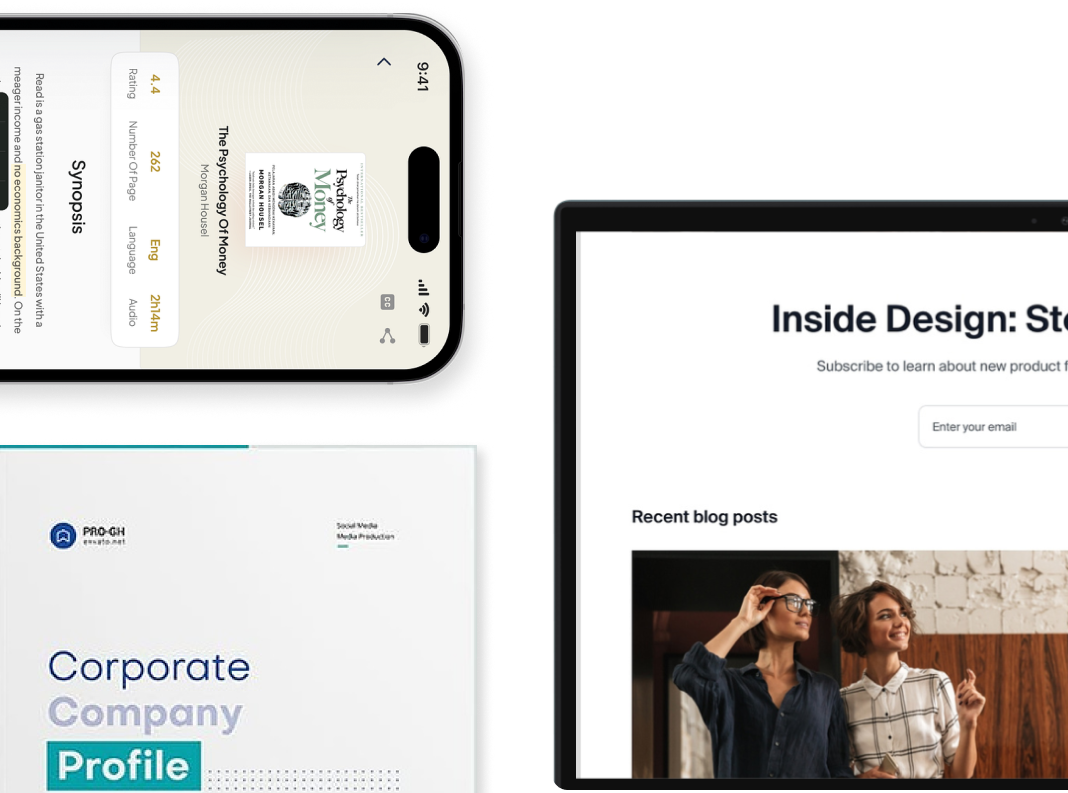 9:41
INTERNATIONAL BESTSELLER
The
Psychology
of
Money
MORGAN HOUSEL
The Psychology Of Money
Morgan Housel
4.4
262
Eng
2h14m
Rating
Number Of Page
Language
Audio
Synopsis
Read is a gas station janitor in the United States with a
meager income and no economics background. On the
PRO-GH
envato.net
Social Media
Media Production
Corporate
Company
Profile
Inside Design: Sto
Subscribe to learn about new product f
Enter your email
Recent blog posts